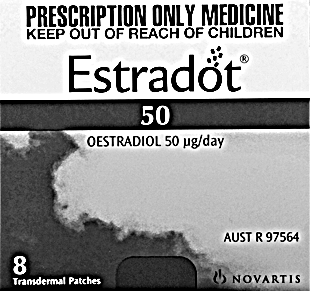 PRESCRIPTION ONLY MEDICINE
KEEP OUT OF REACH OF CHILDREN
Estradot®
50
OESTRADIOL 50 µg/day
AUST R 97564
8
Transdermal Patches
NOVARTIS